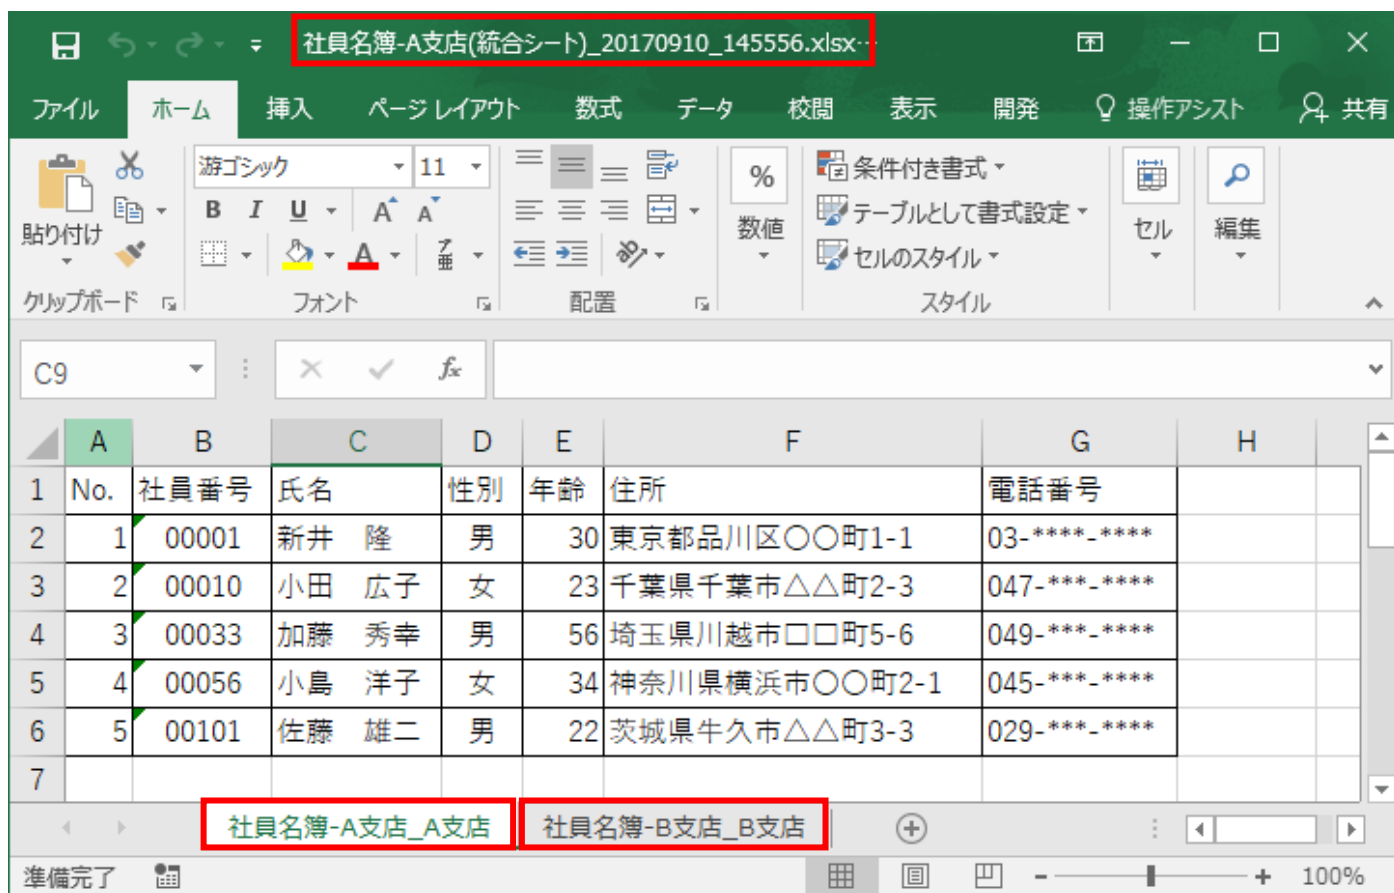 社員名簿-A支店(統合シート)_20170910_145556.xlsx…
ファイル ホーム 挿入 ページ レイアウト 数式 データ 校閲 表示 開発 操作アシスト 共有
貼り付け
游ゴシック 11
B I U A A
A
ア亜
%
数値
条件付き書式
テーブルとして書式設定
セルのスタイル
セル
編集
クリップボード フォント 配置 スタイル
C9 fx
A B C D E F G H
1 No. 社員番号 氏名 性別 年齢 住所 電話番号
2 1 00001 新井 隆 男 30 東京都品川区〇〇町1-1 03-****-****
3 2 00010 小田 広子 女 23 千葉県千葉市△△町2-3 047-***-****
4 3 00033 加藤 秀幸 男 56 埼玉県川越市□□町5-6 049-***-****
5 4 00056 小島 洋子 女 34 神奈川県横浜市〇〇町2-1 045-***-****
6 5 00101 佐藤 雄二 男 22 茨城県牛久市△△町3-3 029-***-****
7
社員名簿-A支店_A支店 社員名簿-B支店_B支店
準備完了 100%